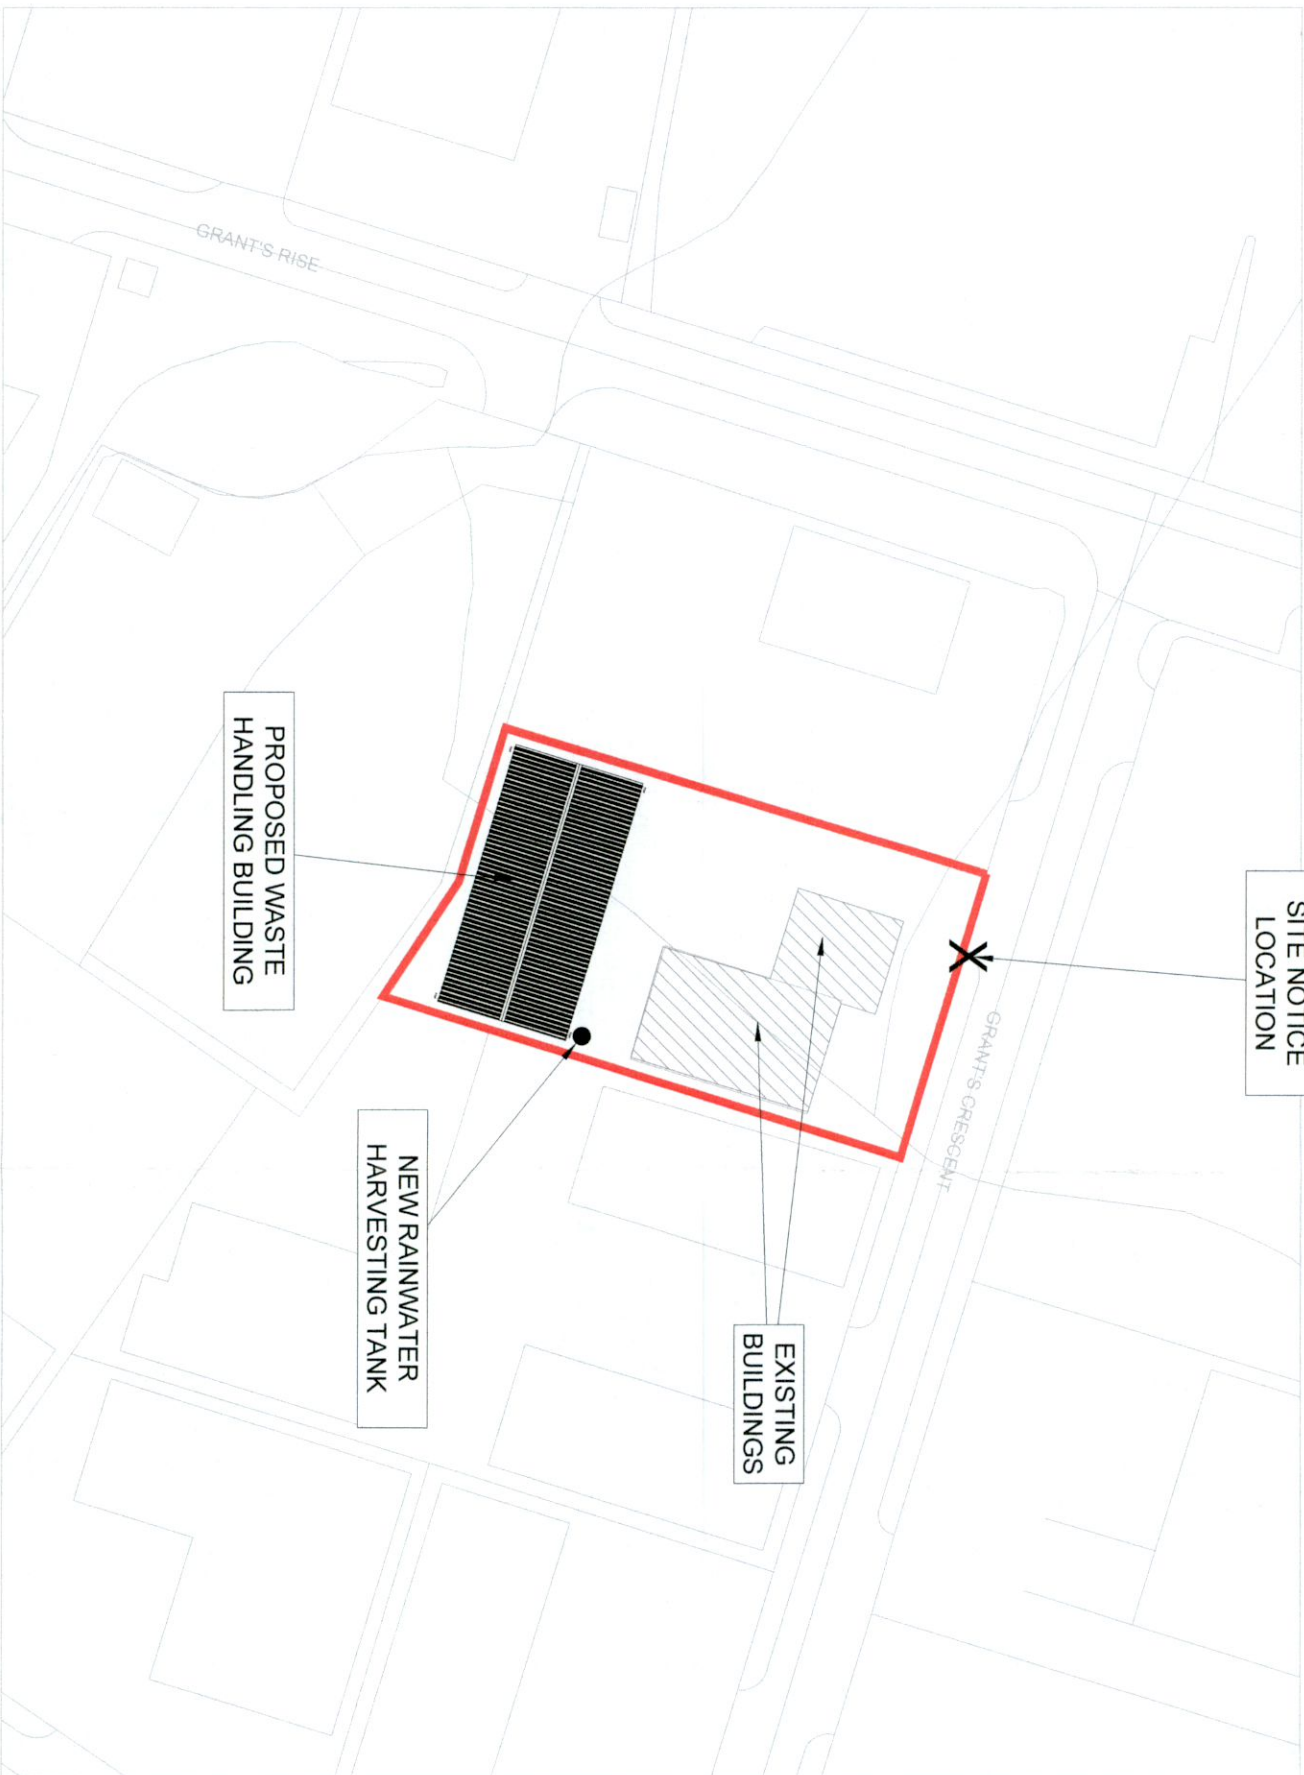 SITE NOTICE
LOCATION
GRANT'S CRESCENT
EXISTING
BUILDINGS
GRANT'S RISE
NEW RAINWATER
HARVESTING TANK
PROPOSED WASTE
HANDLING BUILDING